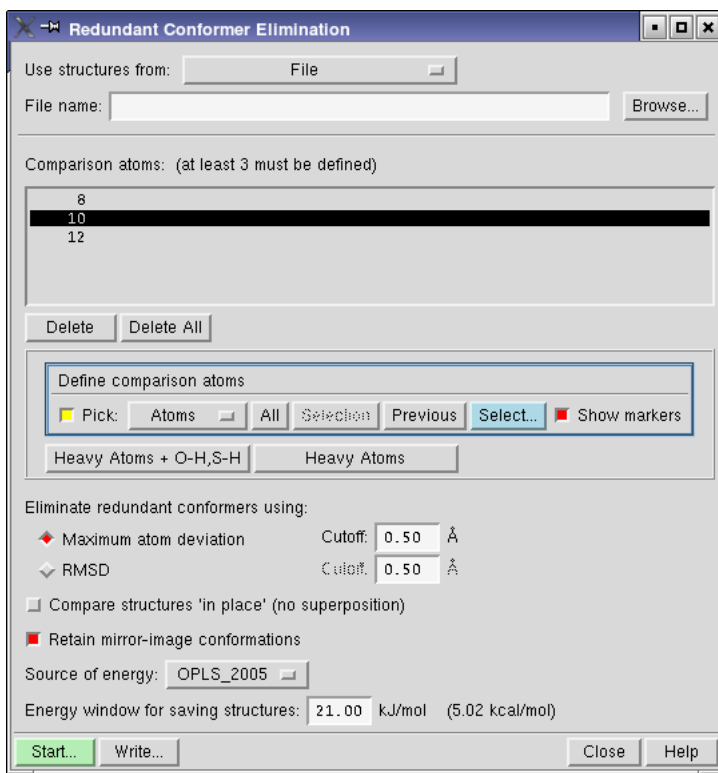 Redundant Conformer Elimination
Use structures from: File
File name: Browse...
Comparison atoms: (at least 3 must be defined)
8
10
12
Delete Delete All
Define comparison atoms
Pick: Atoms All Selection Previous Select... Show markers
Heavy Atoms + O-H,S-H Heavy Atoms
Eliminate redundant conformers using:
Maximum atom deviation Cutoff: 0.50 Å
RMSD Cutoff: 0.50 Å
Compare structures 'in place' (no superposition)
Retain mirror-image conformations
Source of energy: OPLS_2005
Energy window for saving structures: 21.00 kJ/mol (5.02 kcal/mol)
Start... Write... Close Help